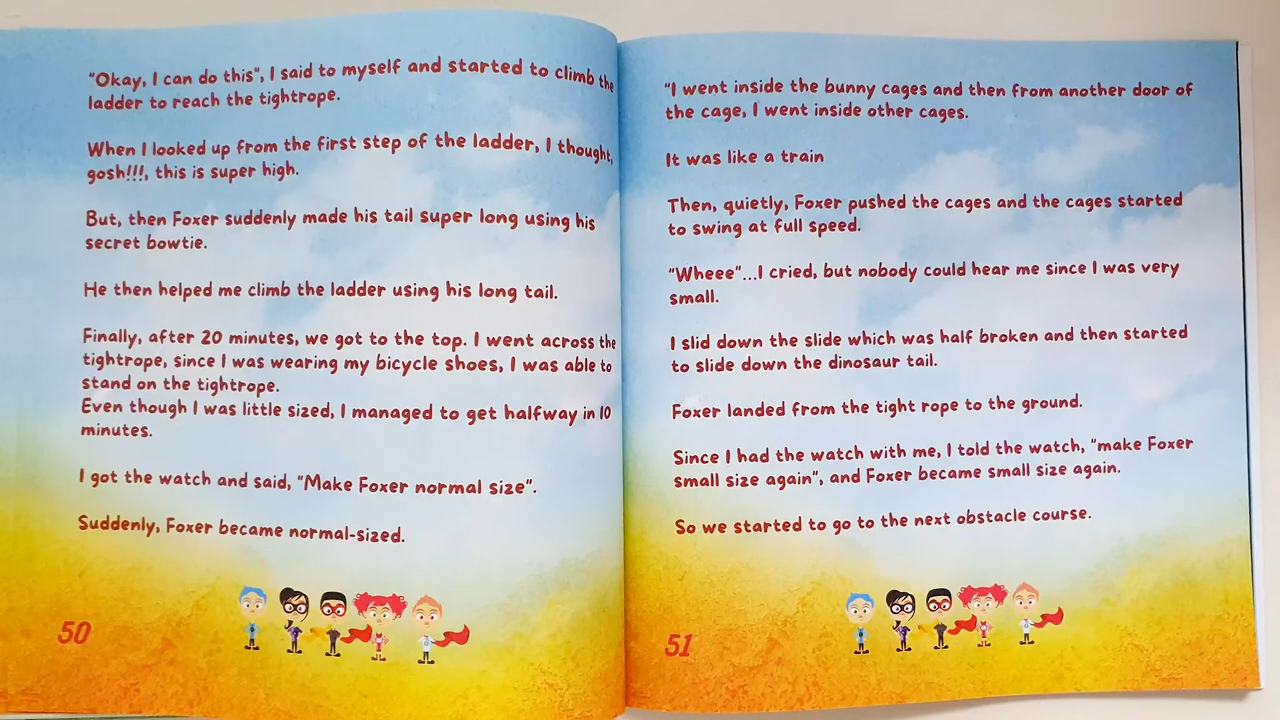 "Okay, I can do this", I said to myself and started to climb the
ladder to reach the tightrope.
When I looked up from the first step of the ladder, I thought,
gosh!!!, this is super high.
But, then Foxer suddenly made his tail super long using his
secret bowtie.
He then helped me climb the ladder using his long tail.
Finally, after 20 minutes, we got to the top. I went across the
tightrope, since I was wearing my bicycle shoes, I was able to
stand on the tightrope.
Even though I was little sized, I managed to get halfway in 10
minutes.
I got the watch and said, "Make Foxer normal size".
Suddenly, Foxer became normal-sized.
50
"I went inside the bunny cages and then from another door of
the cage, I went inside other cages.
It was like a train
Then, quietly, Foxer pushed the cages and the cages started
to swing at full speed.
"Wheee"...I cried, but nobody could hear me since I was very
small.
I slid down the slide which was half broken and then started
to slide down the dinosaur tail.
Foxer landed from the tight rope to the ground.
Since I had the watch with me, I told the watch, "make Foxer
small size again", and Foxer became small size again.
So we started to go to the next obstacle course.
51